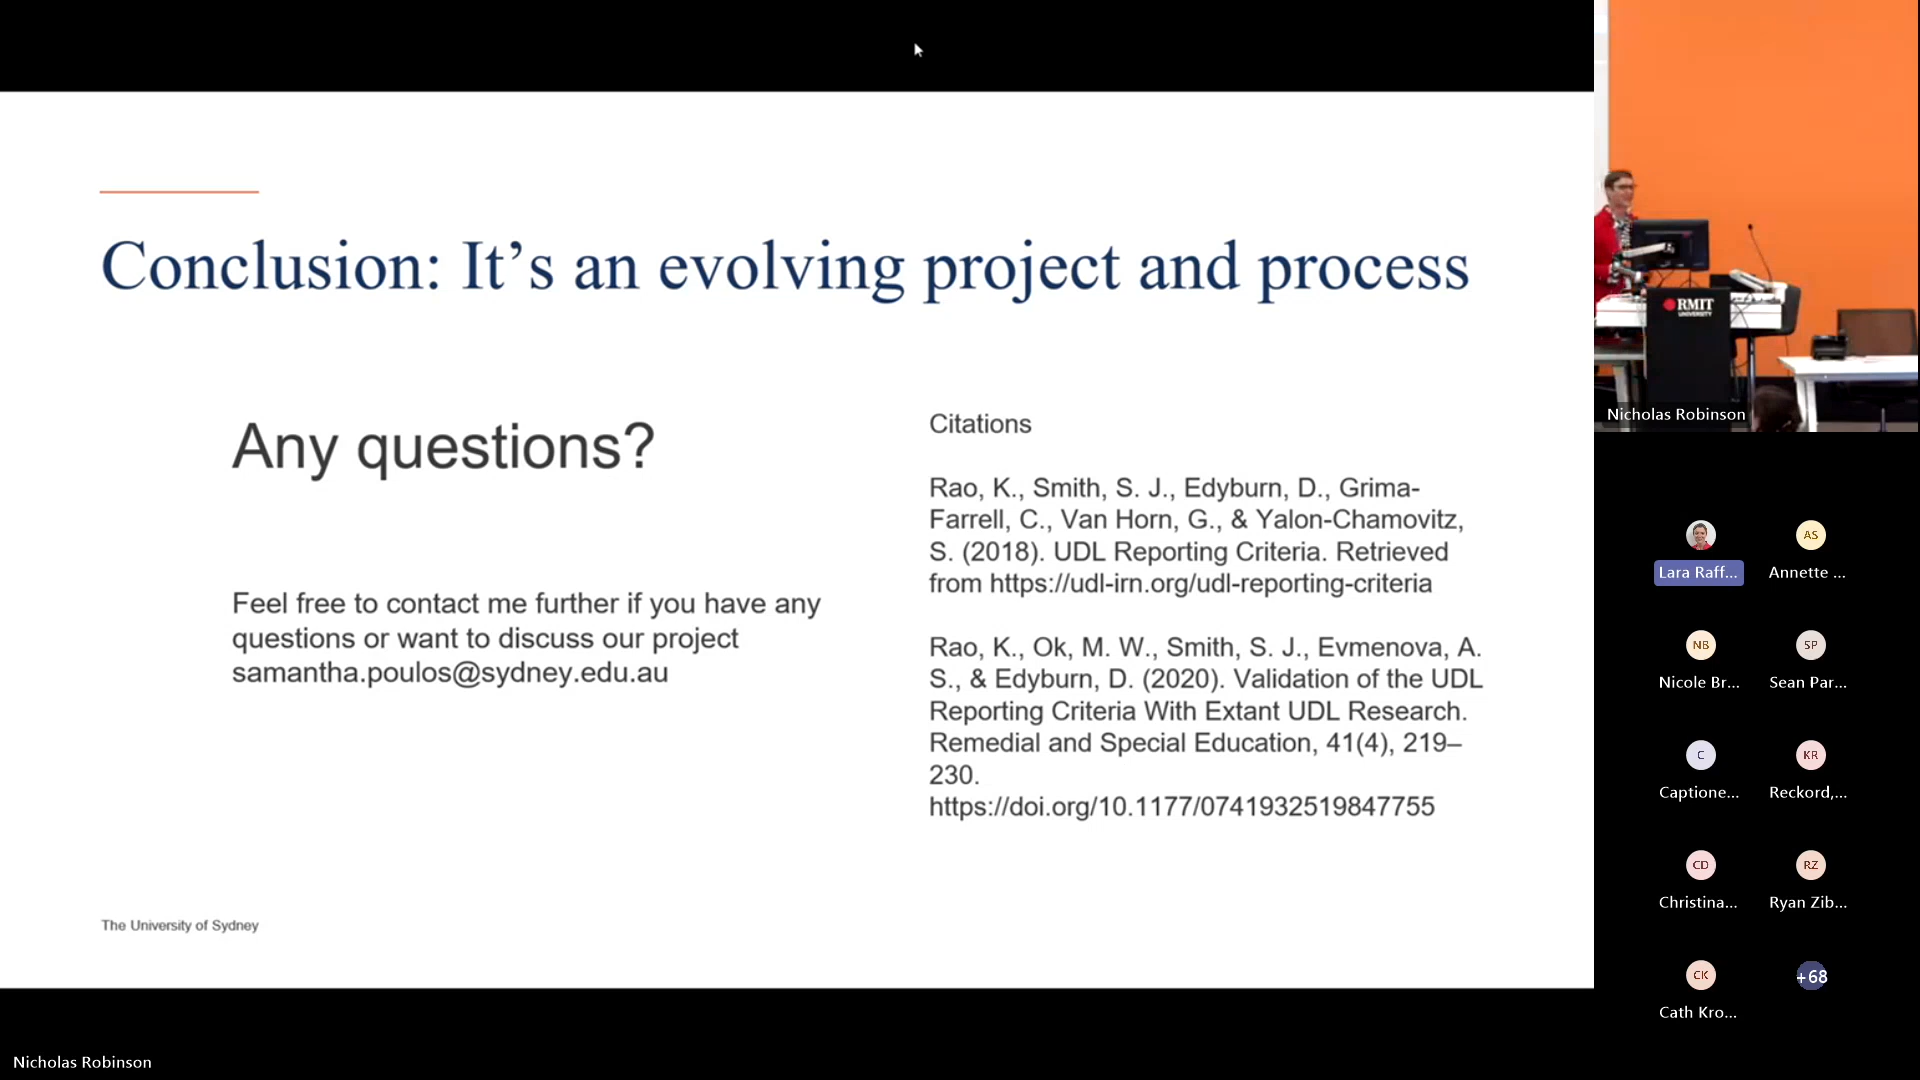 Conclusion: It's an evolving project and process
Any questions?
Feel free to contact me further if you have any
questions or want to discuss our project
samantha.poulos@sydney.edu.au
Citations
Rao, K., Smith, S. J., Edyburn, D., Grima-
Farrell, C., Van Horn, G., & Yalon-Chamovitz,
S. (2018). UDL Reporting Criteria. Retrieved
from https://udl-irn.org/udl-reporting-criteria
Rao, K., Ok, M. W., Smith, S. J., Evmenova, A.
S., & Edyburn, D. (2020). Validation of the UDL
Reporting Criteria With Extant UDL Research.
Remedial and Special Education, 41(4), 219–
230.
https://doi.org/10.1177/0741932519847755
The University of Sydney
Nicholas Robinson
RMIT
UNIVERSITY
Nicholas Robinson
Lara Raff...
AS
Annette ...
NB
Nicole Br...
SP
Sean Par...
C
Captione...
KR
Reckord,...
CD
Christina...
RZ
Ryan Zib...
CK
Cath Kro...
+68